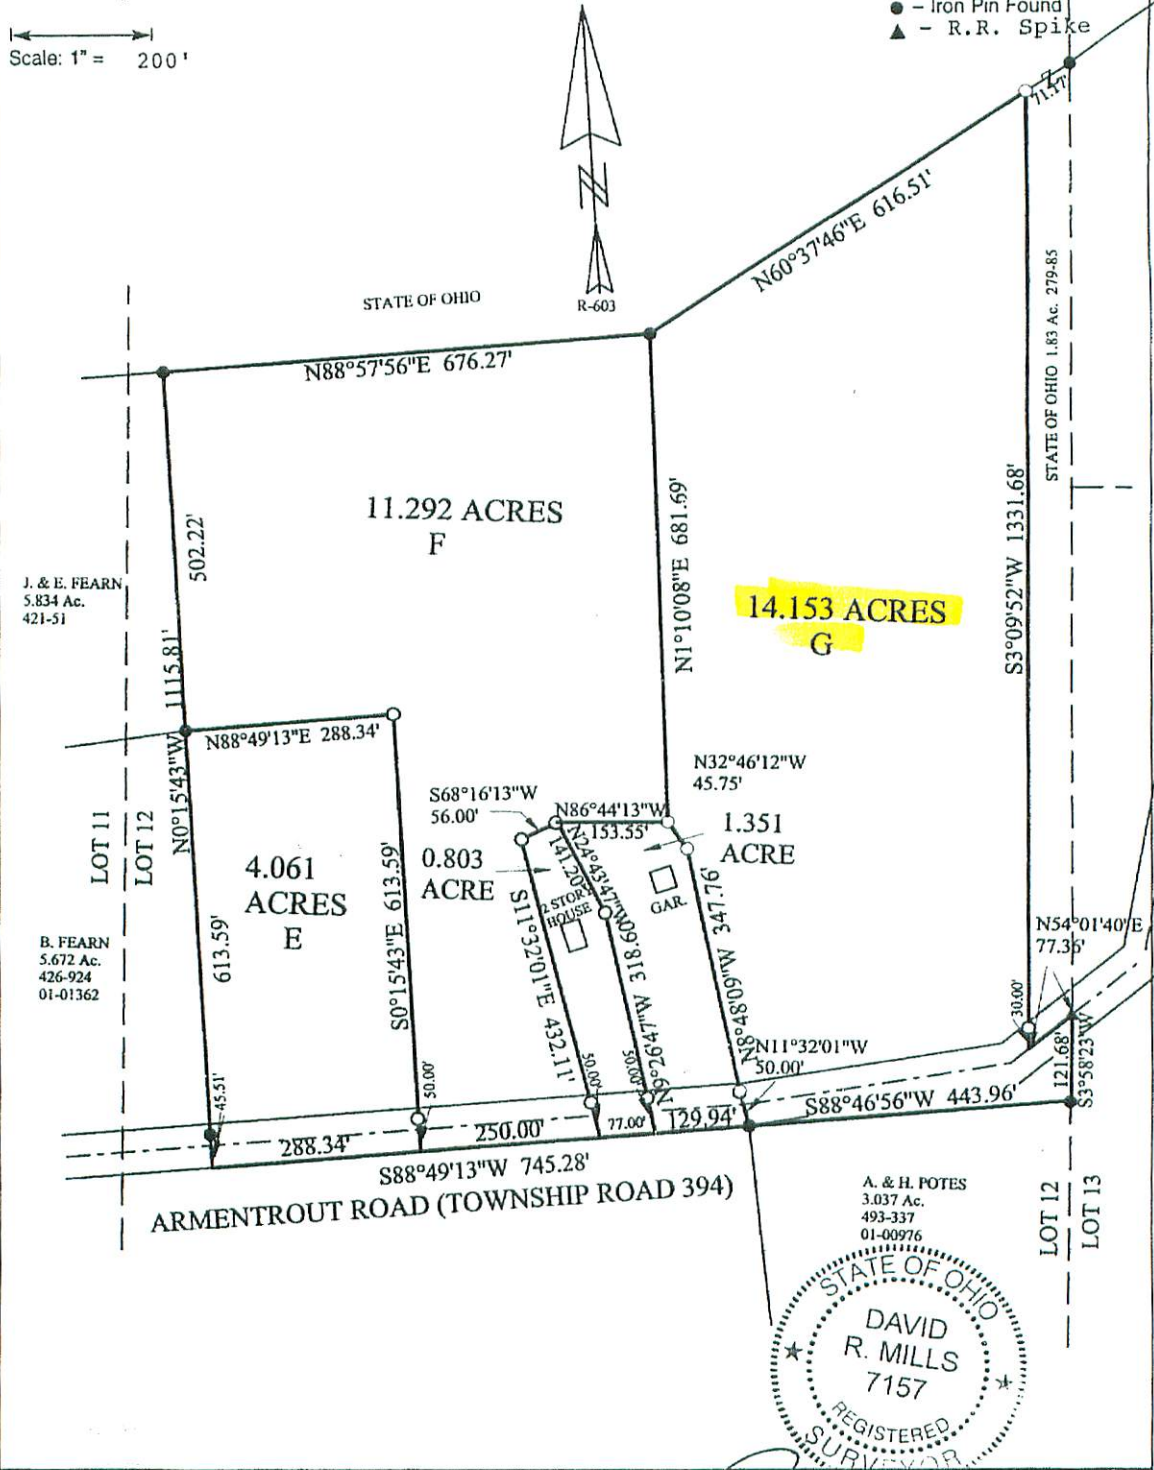 ● – Iron Pin Found
▲ – R.R. Spike
Scale: 1" = 200'
N
R-603
STATE OF OHIO
N88°57'56"E 676.27'
N60°37'46"E 616.51'
71.17'
STATE OF OHIO 1.83 Ac. 279-85
S3°09'52"W 1331.68'
11.292 ACRES
F
502.22'
1115.81'
N0°15'43"W
613.59'
J. & E. FEARN
5.834 Ac.
421-51
N1°10'08"E 681.69'
14.153 ACRES
G
N88°49'13"E 288.34'
LOT 11
LOT 12
4.061
ACRES
E
S0°15'43"E 613.59'
S68°16'13"W
56.00'
N86°44'13"W
153.55'
N32°46'12"W
45.75'
0.803
ACRE
1.351
ACRE
141.20'
N24°43'47"W
2 STORY
HOUSE
GAR.
S11°32'01"E 432.11'
N9°26'47"W 318.09'
N8°48'09"W 347.76'
B. FEARN
5.672 Ac.
426-924
01-01362
N54°01'40"E
77.36'
30.00'
N11°32'01"W
50.00'
121.68'
S3°58'23"W
45.51'
50.00'
50.00'
50.00'
288.34'
250.00'
77.00'
129.94'
S88°46'56"W 443.96'
S88°49'13"W 745.28'
ARMENTROUT ROAD (TOWNSHIP ROAD 394)
A. & H. POTES
3.037 Ac.
493-337
01-00976
LOT 12
LOT 13
STATE OF OHIO
DAVID
R. MILLS
7157
REGISTERED
SURVEYOR